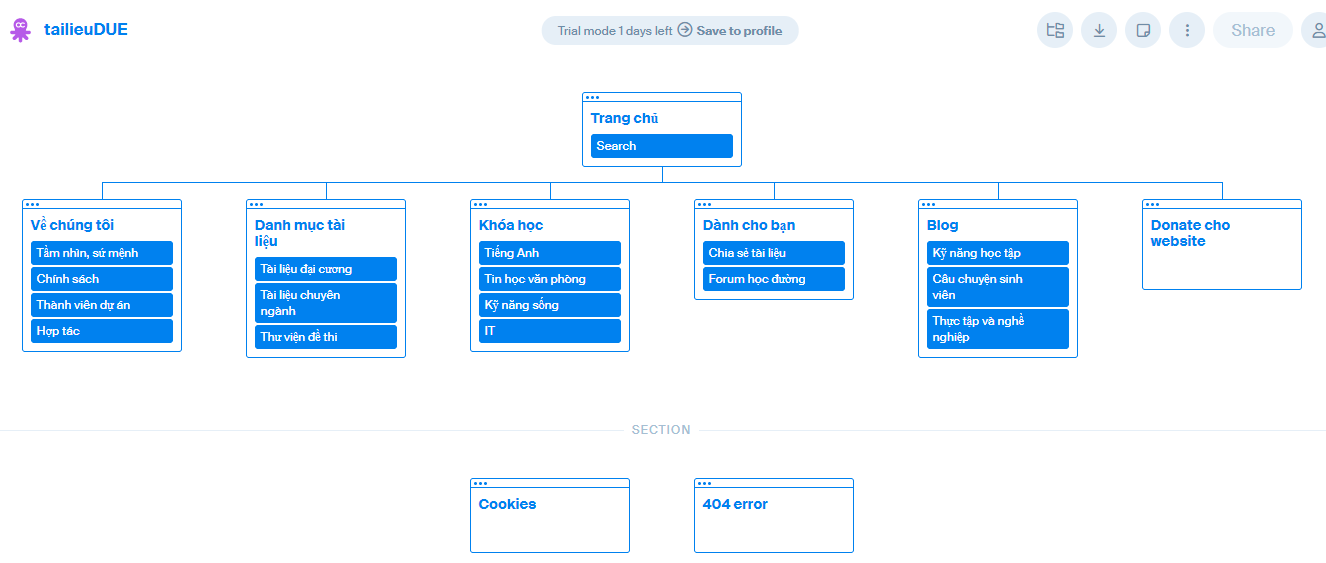 tailieuDUE
Trial mode 1 days left Save to profile
Share
Trang chủ
Search
Về chúng tôi
Tầm nhìn, sứ mệnh
Chính sách
Thành viên dự án
Hợp tác
Danh mục tài
liệu
Tài liệu đại cương
Tài liệu chuyên
ngành
Thư viện đề thi
Khóa học
Tiếng Anh
Tin học văn phòng
Kỹ năng sống
IT
Dành cho bạn
Chia sẻ tài liệu
Forum học đường
Blog
Kỹ năng học tập
Câu chuyện sinh
viên
Thực tập và nghề
nghiệp
Donate cho
website
SECTION
Cookies
404 error